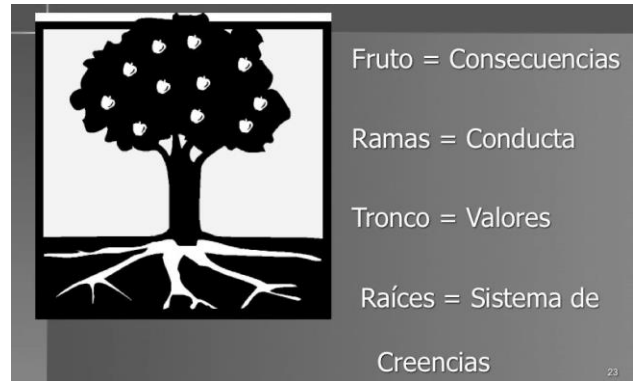 Fruto = Consecuencias
Ramas = Conducta
Tronco = Valores
Raíces = Sistema de
Creencias
23